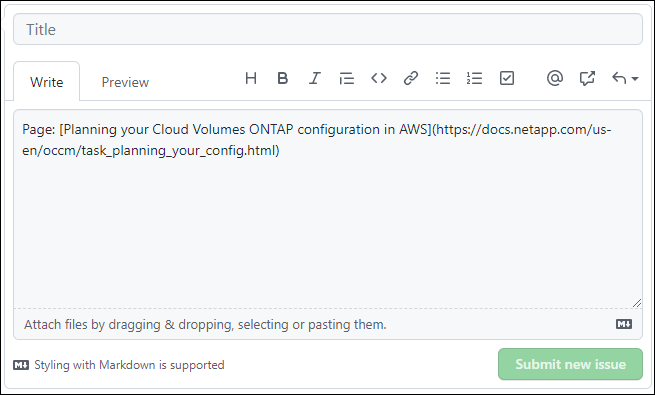 Title
Write Preview
Page: [Planning your Cloud Volumes ONTAP configuration in AWS](https://docs.netapp.com/us-
en/occm/task_planning_your_config.html)
Attach files by dragging & dropping, selecting or pasting them.
Styling with Markdown is supported
Submit new issue